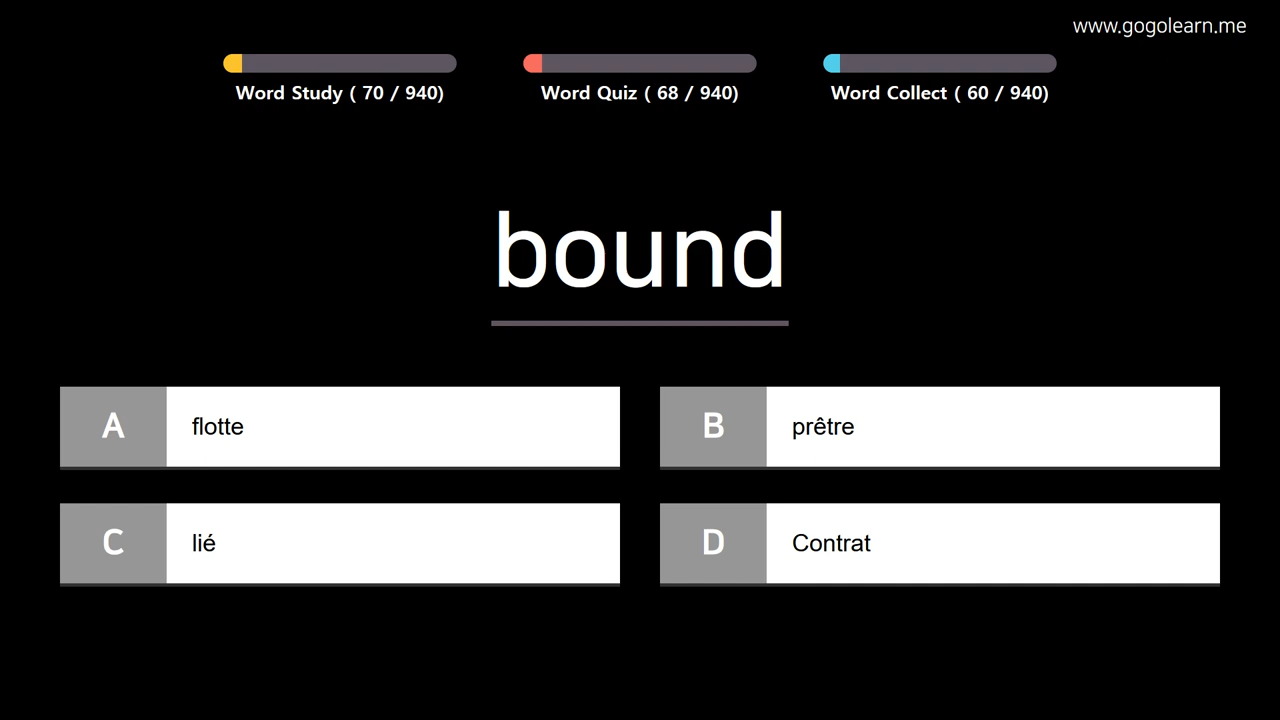 www.gogolearn.me
Word Study ( 70 / 940)
Word Quiz ( 68 / 940)
Word Collect ( 60 / 940)
bound
A flotte
B prêtre
C lié
D Contrat